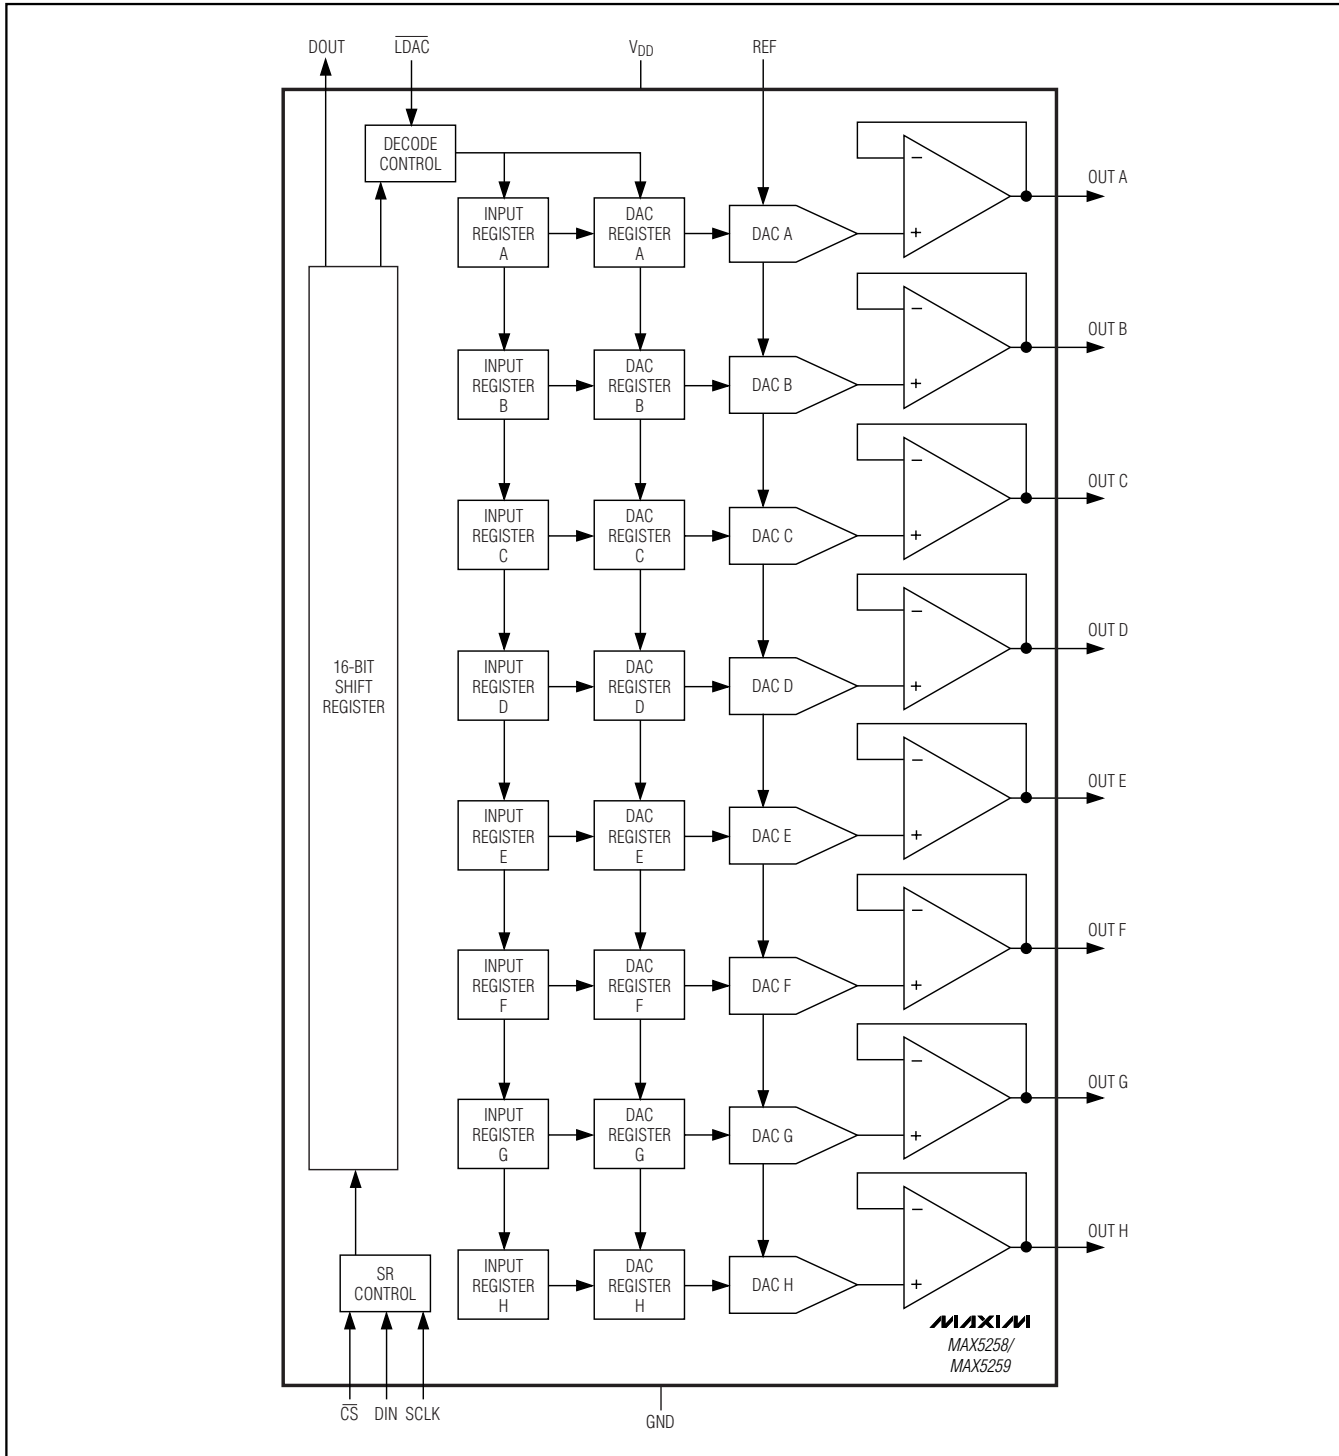 DOUT
LDAC
VDD
REF
DECODE
CONTROL
INPUT
REGISTER
A
DAC
REGISTER
A
DAC A
−
+
OUT A
INPUT
REGISTER
B
DAC
REGISTER
B
DAC B
−
+
OUT B
INPUT
REGISTER
C
DAC
REGISTER
C
DAC C
−
+
OUT C
16-BIT
SHIFT
REGISTER
INPUT
REGISTER
D
DAC
REGISTER
D
DAC D
−
+
OUT D
INPUT
REGISTER
E
DAC
REGISTER
E
DAC E
−
+
OUT E
INPUT
REGISTER
F
DAC
REGISTER
F
DAC F
−
+
OUT F
INPUT
REGISTER
G
DAC
REGISTER
G
DAC G
−
+
OUT G
SR
CONTROL
INPUT
REGISTER
H
DAC
REGISTER
H
DAC H
−
+
OUT H
MAXIM
MAX5258/
MAX5259
CS
DIN
SCLK
GND